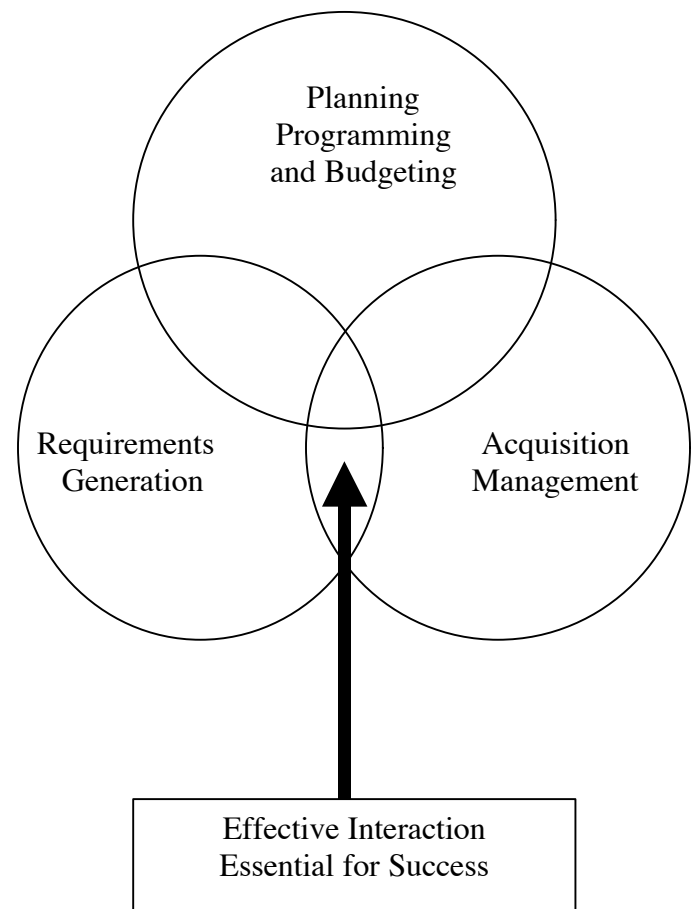 Planning
Programming
and Budgeting
Requirements
Generation
Acquisition
Management
Effective Interaction
Essential for Success